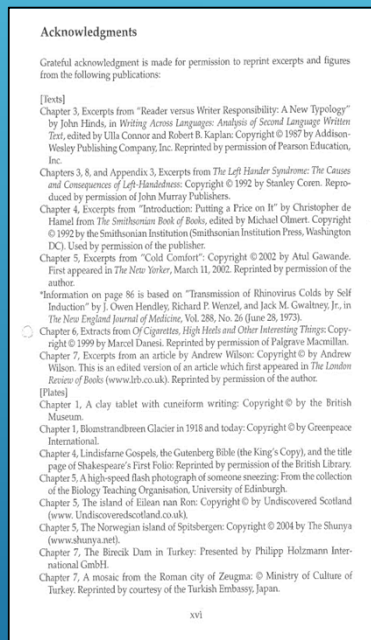 Acknowledgments
Grateful acknowledgment is made for permission to reprint excerpts and figures
from the following publications:
[Texts]
Chapter 3, Excerpts from "Reader versus Writer Responsibility: A New Typology"
by John Hinds, in Writing Across Languages: Analysis of Second Language Written
Text, edited by Ulla Connor and Robert B. Kaplan: Copyright © 1987 by Addison-
Wesley Publishing Company, Inc. Reprinted by permission of Pearson Education,
Inc.
Chapters 3, 8, and Appendix 3, Excerpts from The Left Hander Syndrome: The Causes
and Consequences of Left-Handedness: Copyright © 1992 by Stanley Coren. Repro-
duced by permission of John Murray Publishers.
Chapter 4, Excerpts from "Introduction: Putting a Price on It" by Christopher de
Hamel from The Smithsonian Book of Books, edited by Michael Olmert. Copyright
© 1992 by the Smithsonian Institution (Smithsonian Institution Press, Washington
DC). Used by permission of the publisher.
Chapter 5, Excerpts from "Cold Comfort": Copyright © 2002 by Atul Gawande.
First appeared in The New Yorker, March 11, 2002. Reprinted by permission of the
author.
*Information on page 86 is based on "Transmission of Rhinovirus Colds by Self
Induction" by J. Owen Hendley, Richard P. Wenzel, and Jack M. Gwaltney, Jr., in
The New England Journal of Medicine, Vol. 288, No. 26 (June 28, 1973).
Chapter 6, Extracts from Of Cigarettes, High Heels and Other Interesting Things: Copy-
right © 1999 by Marcel Danesi. Reprinted by permission of Palgrave Macmillan.
Chapter 7, Excerpts from an article by Andrew Wilson: Copyright © by Andrew
Wilson. This is an edited version of an article which first appeared in The London
Review of Books (www.lrb.co.uk). Reprinted by permission of the author.
[Plates]
Chapter 1, A clay tablet with cuneiform writing: Copyright © by the British
Museum.
Chapter 1, Blomstrandbreen Glacier in 1918 and today: Copyright © by Greenpeace
International.
Chapter 4, Lindisfarne Gospels, the Gutenberg Bible (the King's Copy), and the title
page of Shakespeare's First Folio: Reprinted by permission of the British Library.
Chapter 5, A high-speed flash photograph of someone sneezing: From the collection
of the Biology Teaching Organisation, University of Edinburgh.
Chapter 5, The island of Eilean nan Ron: Copyright © by Undiscovered Scotland
(www. Undiscoveredscotland.co.uk).
Chapter 5, The Norwegian island of Spitsbergen: Copyright © 2004 by The Shunya
(www.shunya.net).
Chapter 7, The Birecik Dam in Turkey: Presented by Philipp Holzmann Inter-
national GmbH.
Chapter 7, A mosaic from the Roman city of Zeugma: © Ministry of Culture of
Turkey. Reprinted by courtesy of the Turkish Embassy, Japan.
xvi